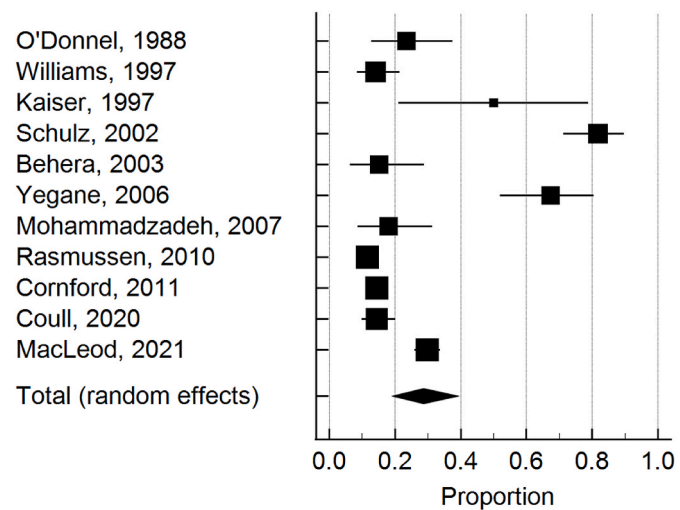 O'Donnel, 1988
Williams, 1997
Kaiser, 1997
Schulz, 2002
Behera, 2003
Yegane, 2006
Mohammadzadeh, 2007
Rasmussen, 2010
Cornford, 2011
Coull, 2020
MacLeod, 2021
Total (random effects)
0.0 0.2 0.4 0.6 0.8 1.0
Proportion